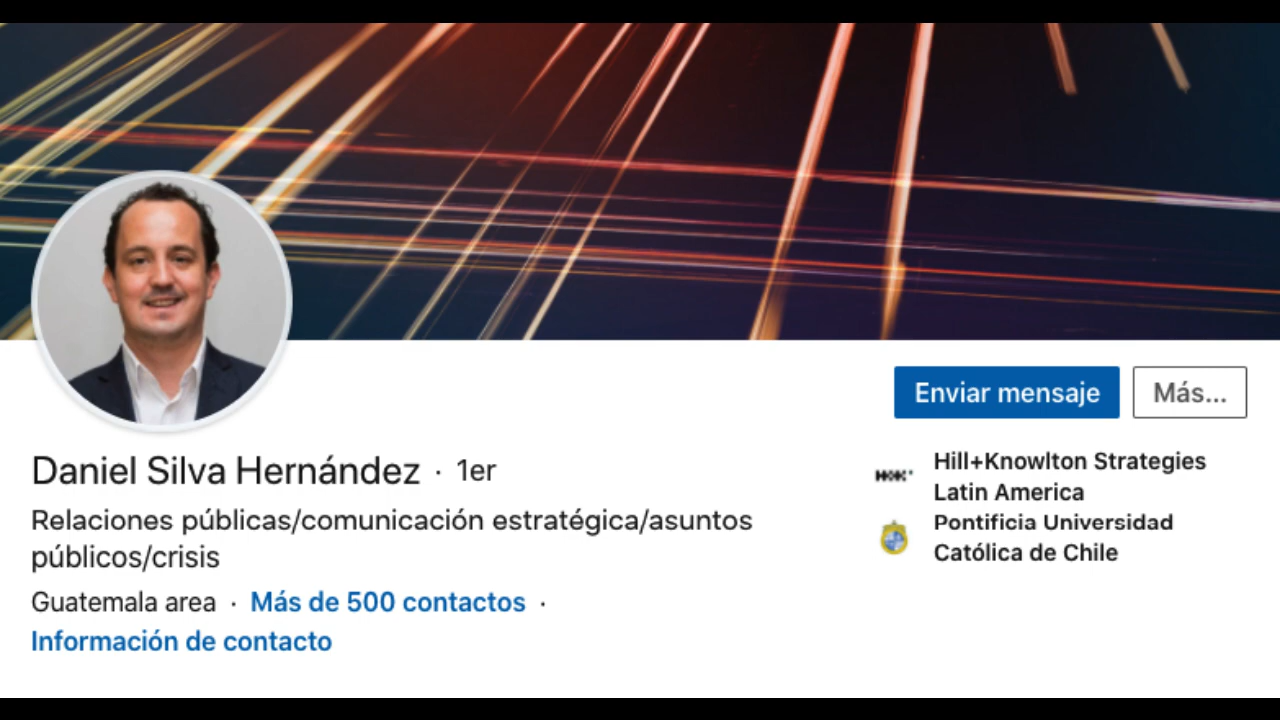 Enviar mensaje
Más...
Daniel Silva Hernández · 1er
Relaciones públicas/comunicación estratégica/asuntos
públicos/crisis
Guatemala area · Más de 500 contactos ·
Información de contacto
Hill+Knowlton Strategies
Latin America
Pontificia Universidad
Católica de Chile